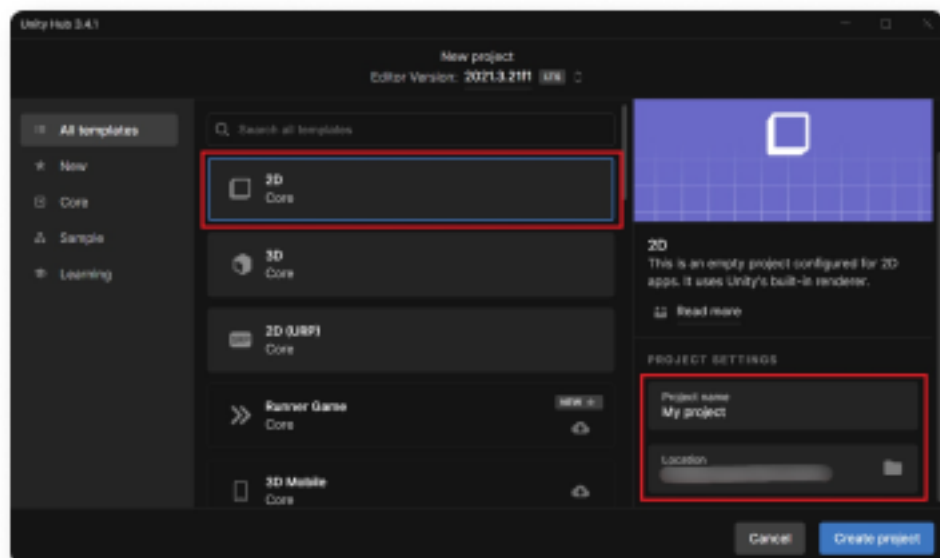 Unity Hub 3.4.1
New project
Editor Version: 2021.3.21f1 LTS
All templates
New
Core
Sample
Learning
Search all templates
2D
Core
3D
Core
2D (URP)
Core
Runner Game
Core
NEW
3D Mobile
Core
2D
This is an empty project configured for 2D
apps. It uses Unity's built-in renderer.
Read more
PROJECT SETTINGS
Project name
My project
Location
Cancel
Create project